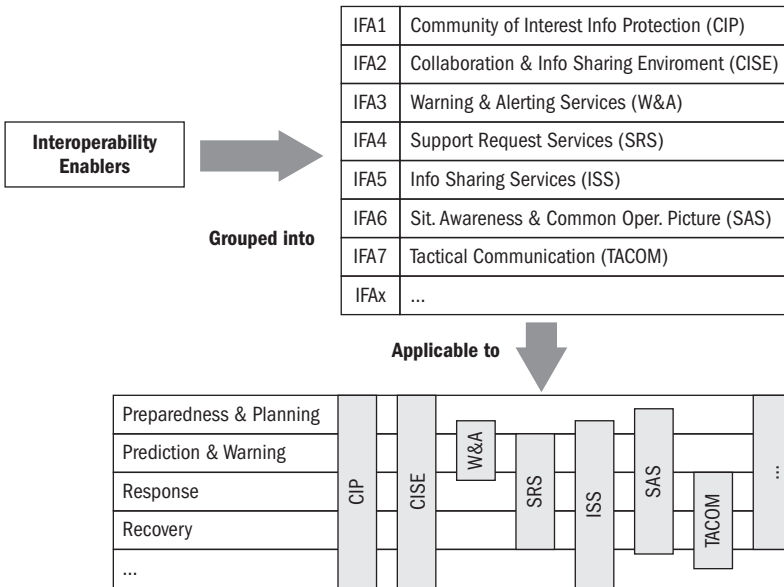 IFA1 Community of Interest Info Protection (CIP)
IFA2 Collaboration & Info Sharing Enviroment (CISE)
IFA3 Warning & Alerting Services (W&A)
Interoperability
Enablers
IFA4 Support Request Services (SRS)
IFA5 Info Sharing Services (ISS)
IFA6 Sit. Awareness & Common Oper. Picture (SAS)
Grouped into
IFA7 Tactical Communication (TACOM)
IFAx ...
Applicable to
Preparedness & Planning
Prediction & Warning
Response
Recovery
...
CIP
CISE
W&A
SRS
ISS
SAS
TACOM
...